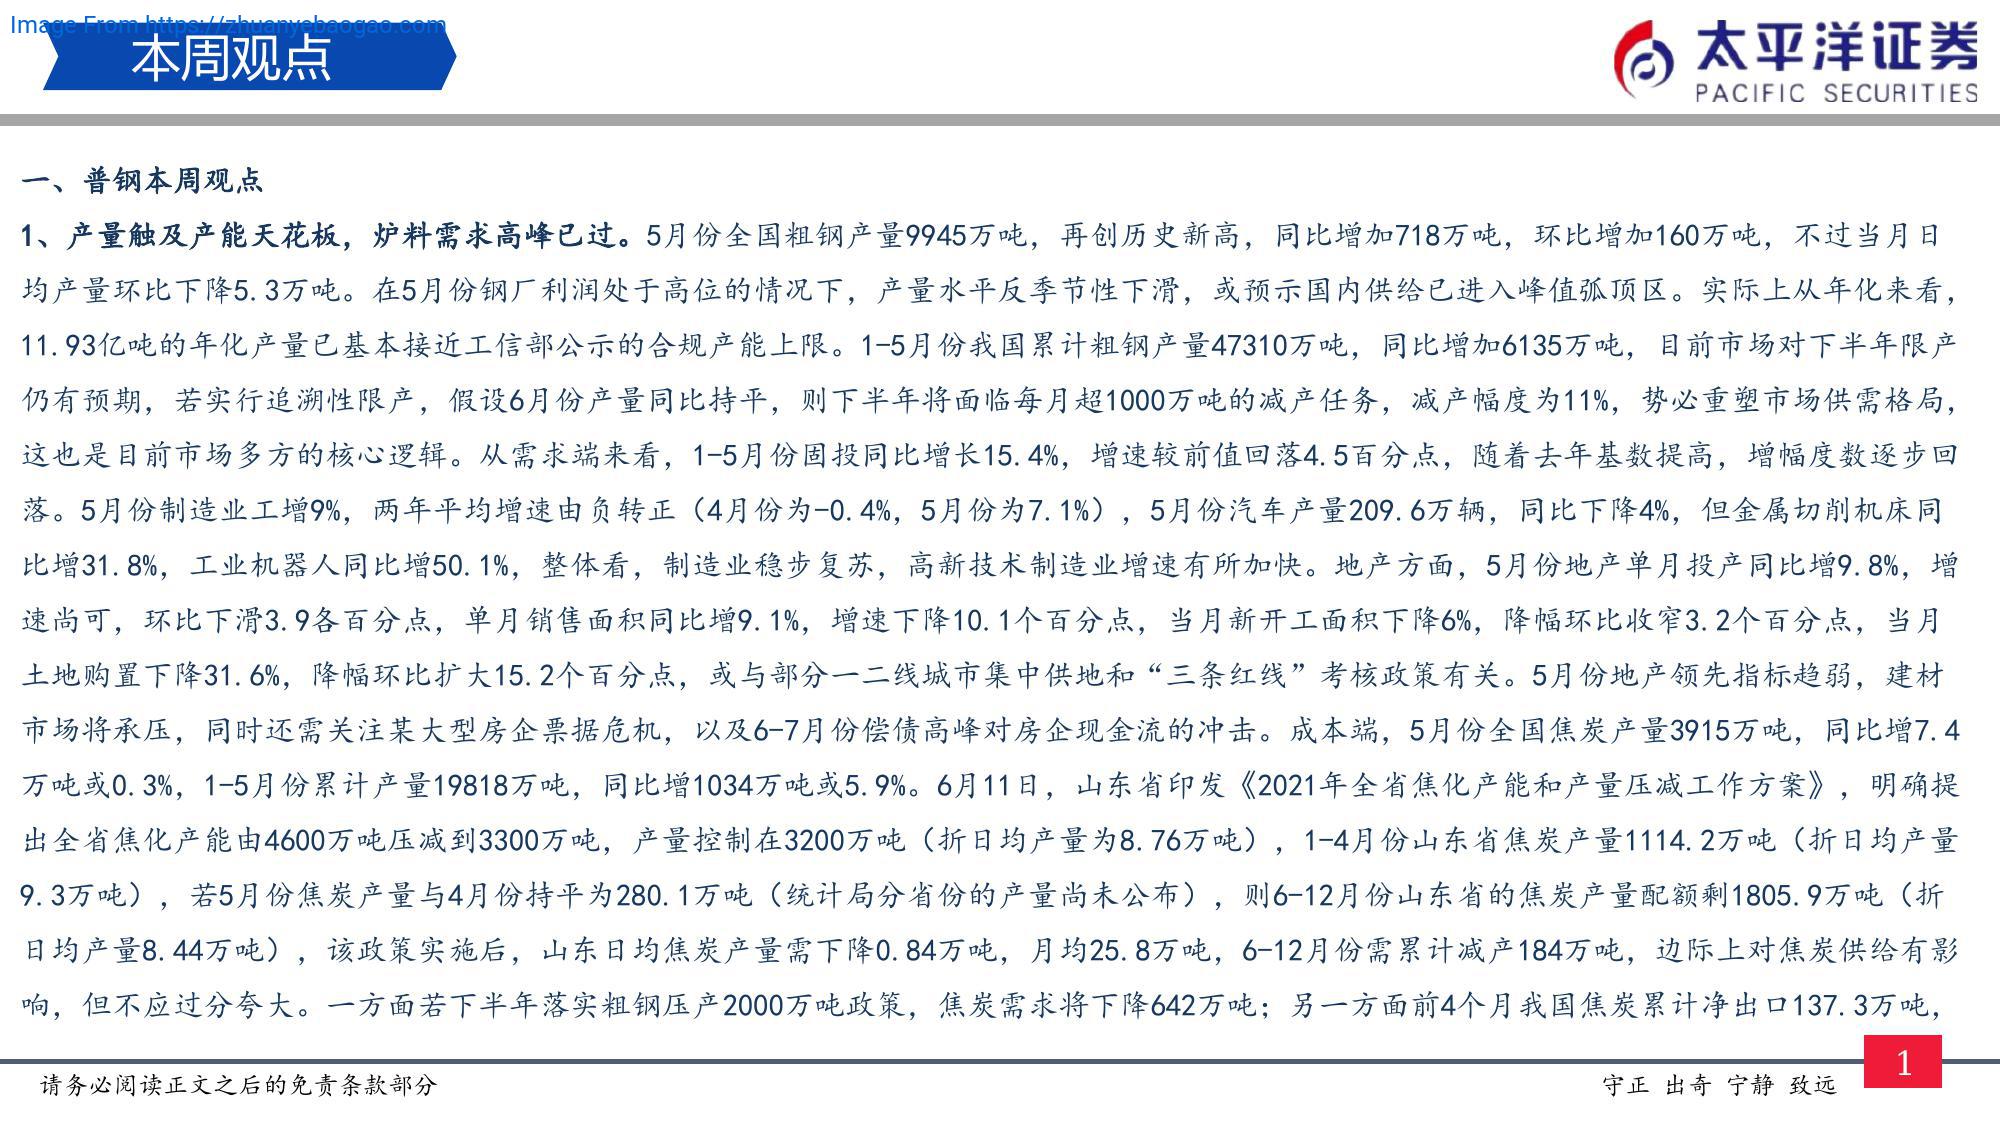 Image From https://zhuanyebaogao.com
本周观点
太平洋证券
PACIFIC SECURITIES
一、普钢本周观点
1、产量触及产能天花板，炉料需求高峰已过。5月份全国粗钢产量9945万吨，再创历史新高，同比增加718万吨，环比增加160万吨，不过当月日
均产量环比下降5.3万吨。在5月份钢厂利润处于高位的情况下，产量水平反季节性下滑，或预示国内供给已进入峰值弧顶区。实际上从年化来看，
11.93亿吨的年化产量已基本接近工信部公示的合规产能上限。1-5月份我国累计粗钢产量47310万吨，同比增加6135万吨，目前市场对下半年限产
仍有预期，若实行追溯性限产，假设6月份产量同比持平，则下半年将面临每月超1000万吨的减产任务，减产幅度为11%，势必重塑市场供需格局，
这也是目前市场多方的核心逻辑。从需求端来看，1-5月份固投同比增长15.4%，增速较前值回落4.5百分点，随着去年基数提高，增幅度数逐步回
落。5月份制造业工增9%，两年平均增速由负转正（4月份为-0.4%，5月份为7.1%），5月份汽车产量209.6万辆，同比下降4%，但金属切削机床同
比增31.8%，工业机器人同比增50.1%，整体看，制造业稳步复苏，高新技术制造业增速有所加快。地产方面，5月份地产单月投产同比增9.8%，增
速尚可，环比下滑3.9各百分点，单月销售面积同比增9.1%，增速下降10.1个百分点，当月新开工面积下降6%，降幅环比收窄3.2个百分点，当月
土地购置下降31.6%，降幅环比扩大15.2个百分点，或与部分一二线城市集中供地和“三条红线”考核政策有关。5月份地产领先指标趋弱，建材
市场将承压，同时还需关注某大型房企票据危机，以及6-7月份偿债高峰对房企现金流的冲击。成本端，5月份全国焦炭产量3915万吨，同比增7.4
万吨或0.3%，1-5月份累计产量19818万吨，同比增1034万吨或5.9%。6月11日，山东省印发《2021年全省焦化产能和产量压减工作方案》，明确提
出全省焦化产能由4600万吨压减到3300万吨，产量控制在3200万吨（折日均产量为8.76万吨），1-4月份山东省焦炭产量1114.2万吨（折日均产量
9.3万吨），若5月份焦炭产量与4月份持平为280.1万吨（统计局分省份的产量尚未公布），则6-12月份山东省的焦炭产量配额剩1805.9万吨（折
日均产量8.44万吨），该政策实施后，山东日均焦炭产量需下降0.84万吨，月均25.8万吨，6-12月份需累计减产184万吨，边际上对焦炭供给有影
响，但不应过分夸大。一方面若下半年落实粗钢压产2000万吨政策，焦炭需求将下降642万吨；另一方面前4个月我国焦炭累计净出口137.3万吨，
1
请务必阅读正文之后的免责条款部分
守正 出奇 宁静 致远